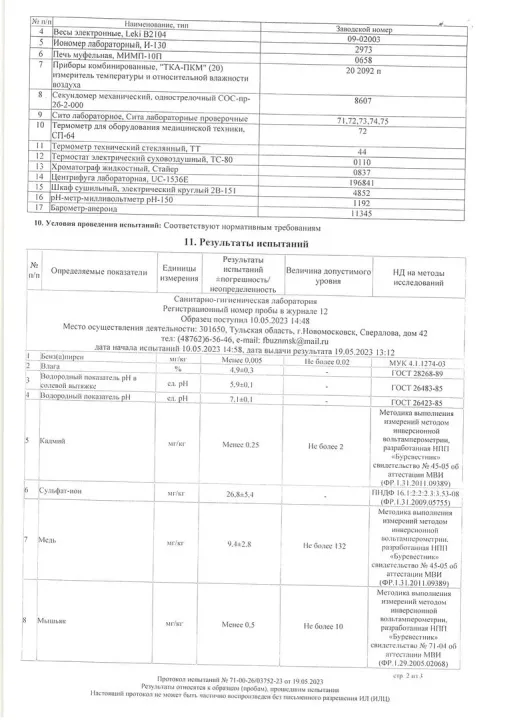 № п/п Наименование, тип Заводской номер
4 Весы электронные, Leki B2104 09-02003
5 Иономер лабораторный, И-130 2973
6 Печь муфельная, МИМП-10П 0658
7 Приборы комбинированные, "ТКА-ПКМ" (20) 20 2092 п
измеритель температуры и относительной влажности
воздуха
8 Секундомер механический, однострелочный СОС-пр- 8607
2б-2-000
9 Сито лабораторное, Сита лабораторные проверочные 71,72,73,74,75
10 Термометр для оборудования медицинской техники, 72
СП-64
11 Термометр технический стеклянный, ТТ 44
12 Термостат электрический суховоздушный, ТС-80 0110
13 Хроматограф жидкостный, Стайер 0837
14 Центрифуга лабораторная, UC-1536E 196841
15 Шкаф сушильный, электрический круглый 2В-151 4852
16 рН-метр-милливольтметр рН-150 1192
17 Барометр-анероид 11345
10. Условия проведения испытаний: Соответствуют нормативным требованиям
11. Результаты испытаний
№ п/п Определяемые показатели Единицы измерения Результаты испытаний ±погрешность/ неопределенность Величина допустимого уровня НД на методы исследований
Санитарно-гигиеническая лаборатория
Регистрационный номер пробы в журнале 12
Образец поступил 10.05.2023 14:48
Место осуществления деятельности: 301650, Тульская область, г.Новомосковск, Свердлова, дом 42
тел: (48762)6-56-46, e-mail: fbuznmsk@mail.ru
дата начала испытаний 10.05.2023 14:58, дата выдачи результата 19.05.2023 13:12
1 Бенз(а)пирен мг/кг Менее 0,005 Не более 0,02 МУК 4.1.1274-03
2 Влага % 4,9±0,3 - ГОСТ 28268-89
3 Водородный показатель рН в ед. рН 5,9±0,1 - ГОСТ 26483-85
солевой вытяжке
4 Водородный показатель рН ед. рН 7,1±0,1 - ГОСТ 26423-85
5 Кадмий мг/кг Менее 0,25 Не более 2 Методика выполнения
измерений методом
инверсионной
вольтамперометрии,
разработанная НПП
«Буревестник»
свидетельство № 45-05 об
аттестации МВИ
(ФР.1.31.2011.09389)
6 Сульфат-ион мг/кг 26,8±5,4 - ПНДФ 16.1:2:2:2.3:3.53-08
(ФР.1.31.2009.05755)
7 Медь мг/кг 9,4±2,8 Не более 132 Методика выполнения
измерений методом
инверсионной
вольтамперометрии,
разработанная НПП
«Буревестник»
свидетельство № 45-05 об
аттестации МВИ
(ФР.1.31.2011.09389)
8 Мышьяк мг/кг Менее 0,5 Не более 10 Методика выполнения
измерений методом
инверсионной
вольтамперометрии,
разработанная НПП
«Буревестник»
свидетельство № 71-04 об
аттестации МВИ
(ФР.1.29.2005.02068)
стр 2 из 3
Протокол испытаний № 71-00-26/03752-23 от 19.05.2023
Результаты относятся к образцам (пробам), прошедшим испытания
Настоящий протокол не может быть частично воспроизведен без письменного разрешения ИЛ (ИЛЦ)